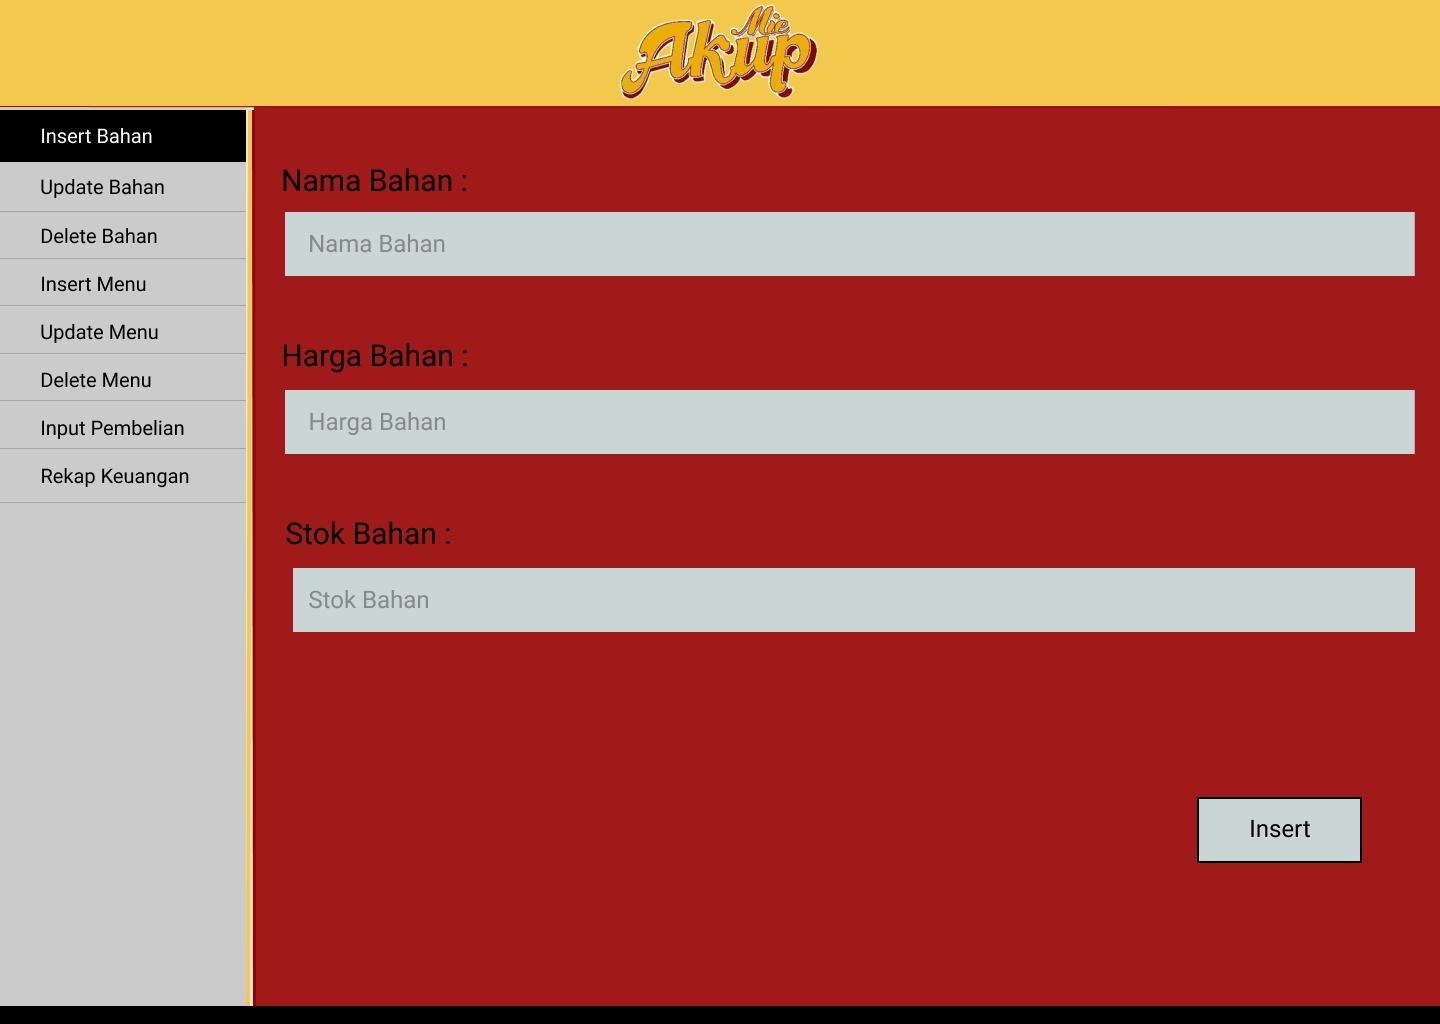 Mie
Akup
Insert Bahan
Update Bahan
Delete Bahan
Insert Menu
Update Menu
Delete Menu
Input Pembelian
Rekap Keuangan
Nama Bahan :
Nama Bahan
Harga Bahan :
Harga Bahan
Stok Bahan :
Stok Bahan
Insert